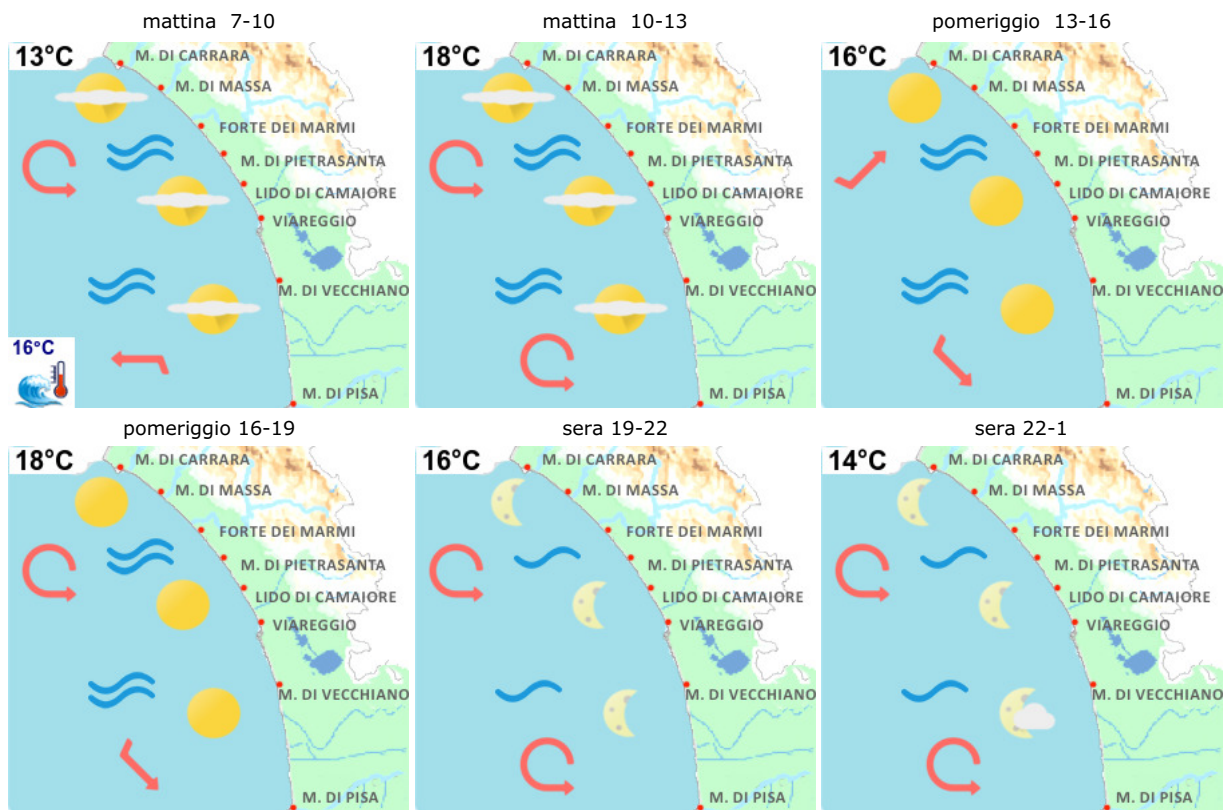 mattina 7-10
13°C
M. DI CARRARA
M. DI MASSA
FORTE DEI MARMI
M. DI PIETRASANTA
LIDO DI CAMAIORE
VIAREGGIO
M. DI VECCHIANO
16°C
M. DI PISA
mattina 10-13
18°C
M. DI CARRARA
M. DI MASSA
FORTE DEI MARMI
M. DI PIETRASANTA
LIDO DI CAMAIORE
VIAREGGIO
M. DI VECCHIANO
M. DI PISA
pomeriggio 13-16
16°C
M. DI CARRARA
M. DI MASSA
FORTE DEI MARMI
M. DI PIETRASANTA
LIDO DI CAMAIORE
VIAREGGIO
M. DI VECCHIANO
M. DI PISA
pomeriggio 16-19
18°C
M. DI CARRARA
M. DI MASSA
FORTE DEI MARMI
M. DI PIETRASANTA
LIDO DI CAMAIORE
VIAREGGIO
M. DI VECCHIANO
M. DI PISA
sera 19-22
16°C
M. DI CARRARA
M. DI MASSA
FORTE DEI MARMI
M. DI PIETRASANTA
LIDO DI CAMAIORE
VIAREGGIO
M. DI VECCHIANO
M. DI PISA
sera 22-1
14°C
M. DI CARRARA
M. DI MASSA
FORTE DEI MARMI
M. DI PIETRASANTA
LIDO DI CAMAIORE
VIAREGGIO
M. DI VECCHIANO
M. DI PISA